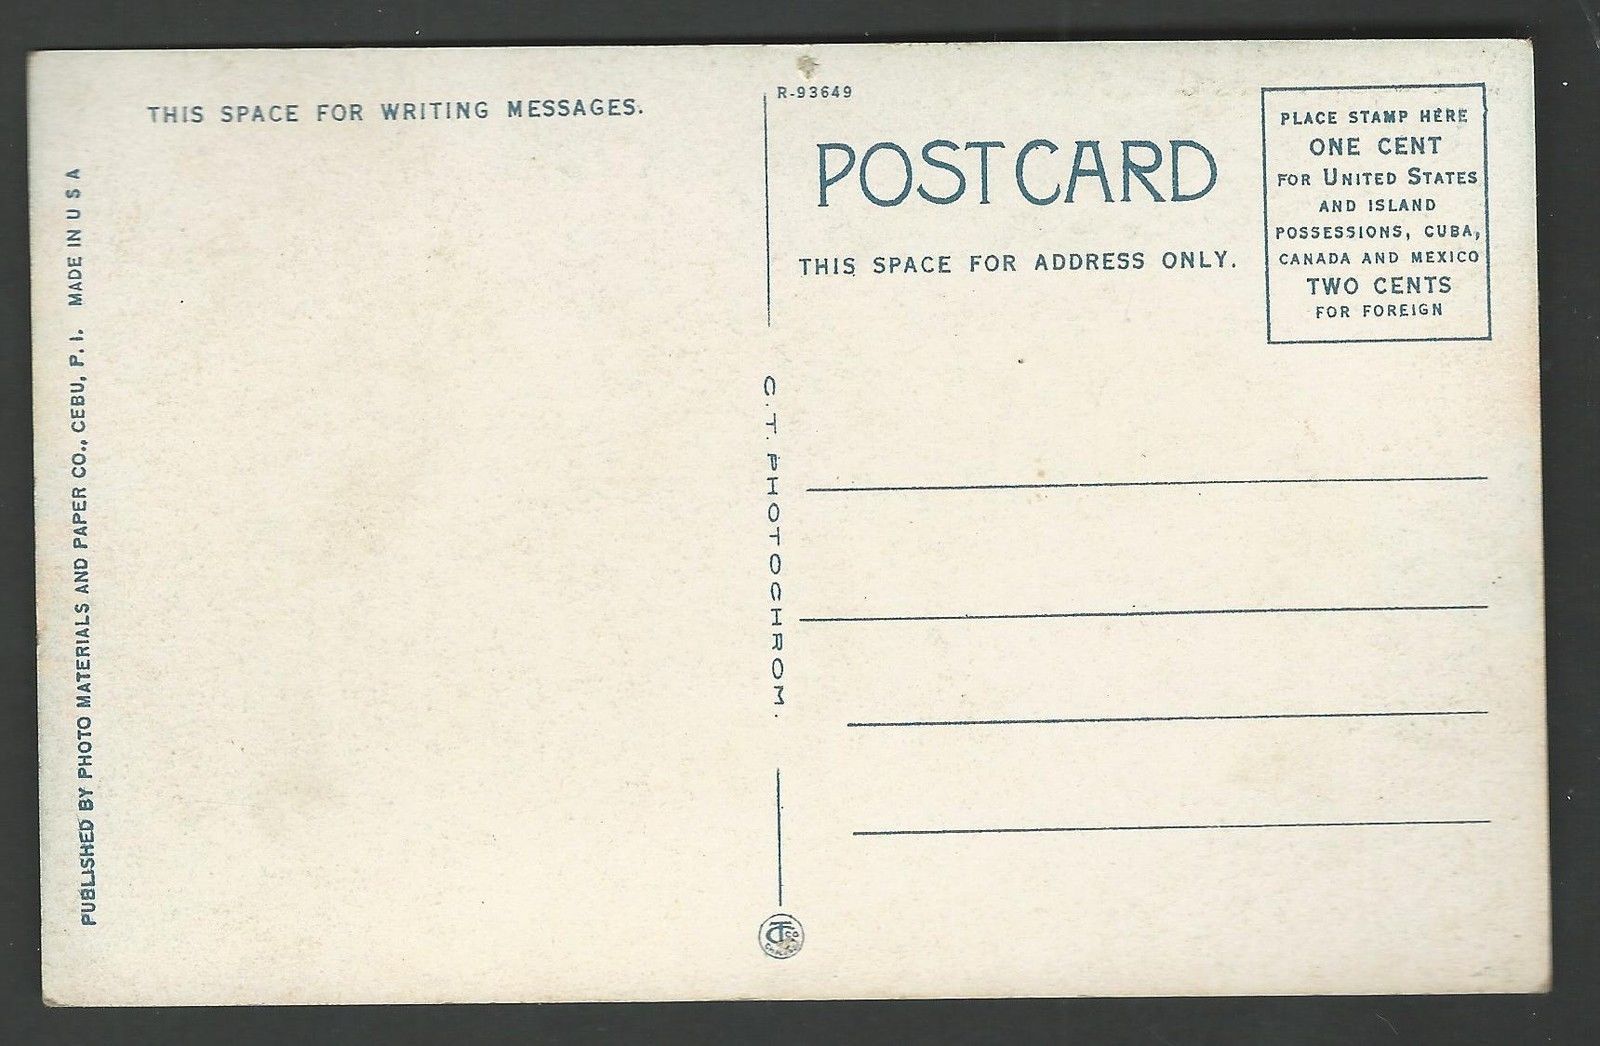 THIS SPACE FOR WRITING MESSAGES.
PUBLISHED BY PHOTO MATERIALS AND PAPER CO., CEBU, P. I. MADE IN U S A
R-93649
POST CARD
THIS SPACE FOR ADDRESS ONLY.
PLACE STAMP HERE
ONE CENT
FOR UNITED STATES
AND ISLAND
POSSESSIONS, CUBA,
CANADA AND MEXICO
TWO CENTS
FOR FOREIGN
C.T. PHOTOCHROM.